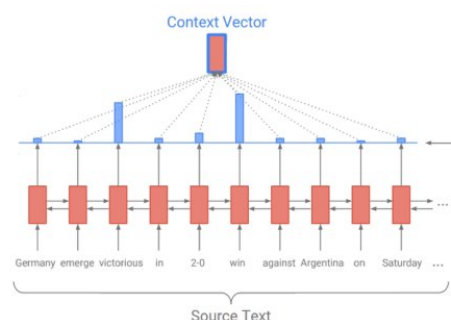 Context Vector
Germany emerge victorious in 2-0 win against Argentina on Saturday ...
Source Text